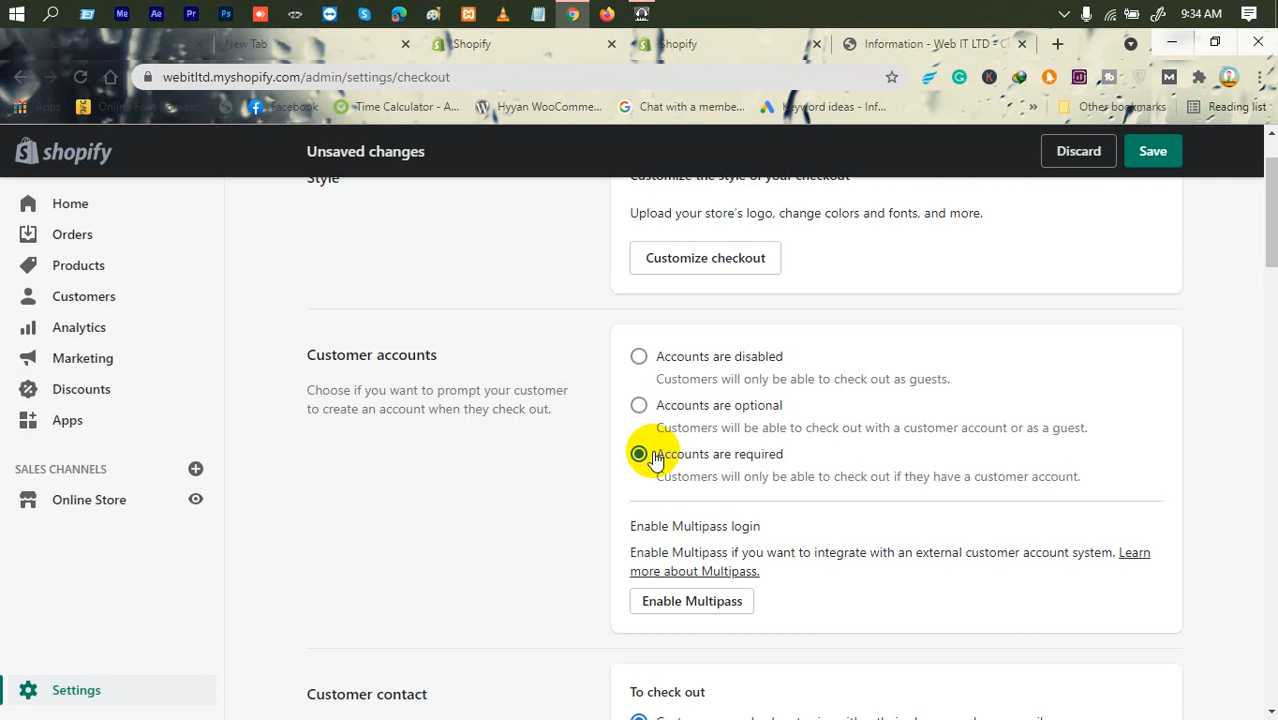 9:34 AM
New Tab
Shopify
Shopify
Information - Web IT LTD - C
webitltd.myshopify.com/admin/settings/checkout
Apps
Facebook
Time Calculator - A...
Hyyan WooComme...
Chat with a membe...
Keyword ideas - Inf...
Other bookmarks
Reading list
shopify
Unsaved changes
Discard
Save
Home
Orders
Products
Customers
Analytics
Marketing
Discounts
Apps
SALES CHANNELS
Online Store
Settings
Style
Customize the style of your checkout
Upload your store's logo, change colors and fonts, and more.
Customize checkout
Customer accounts
Choose if you want to prompt your customer
to create an account when they check out.
Accounts are disabled
Customers will only be able to check out as guests.
Accounts are optional
Customers will be able to check out with a customer account or as a guest.
Accounts are required
Customers will only be able to check out if they have a customer account.
Enable Multipass login
Enable Multipass if you want to integrate with an external customer account system. Learn
more about Multipass.
Enable Multipass
Customer contact
To check out